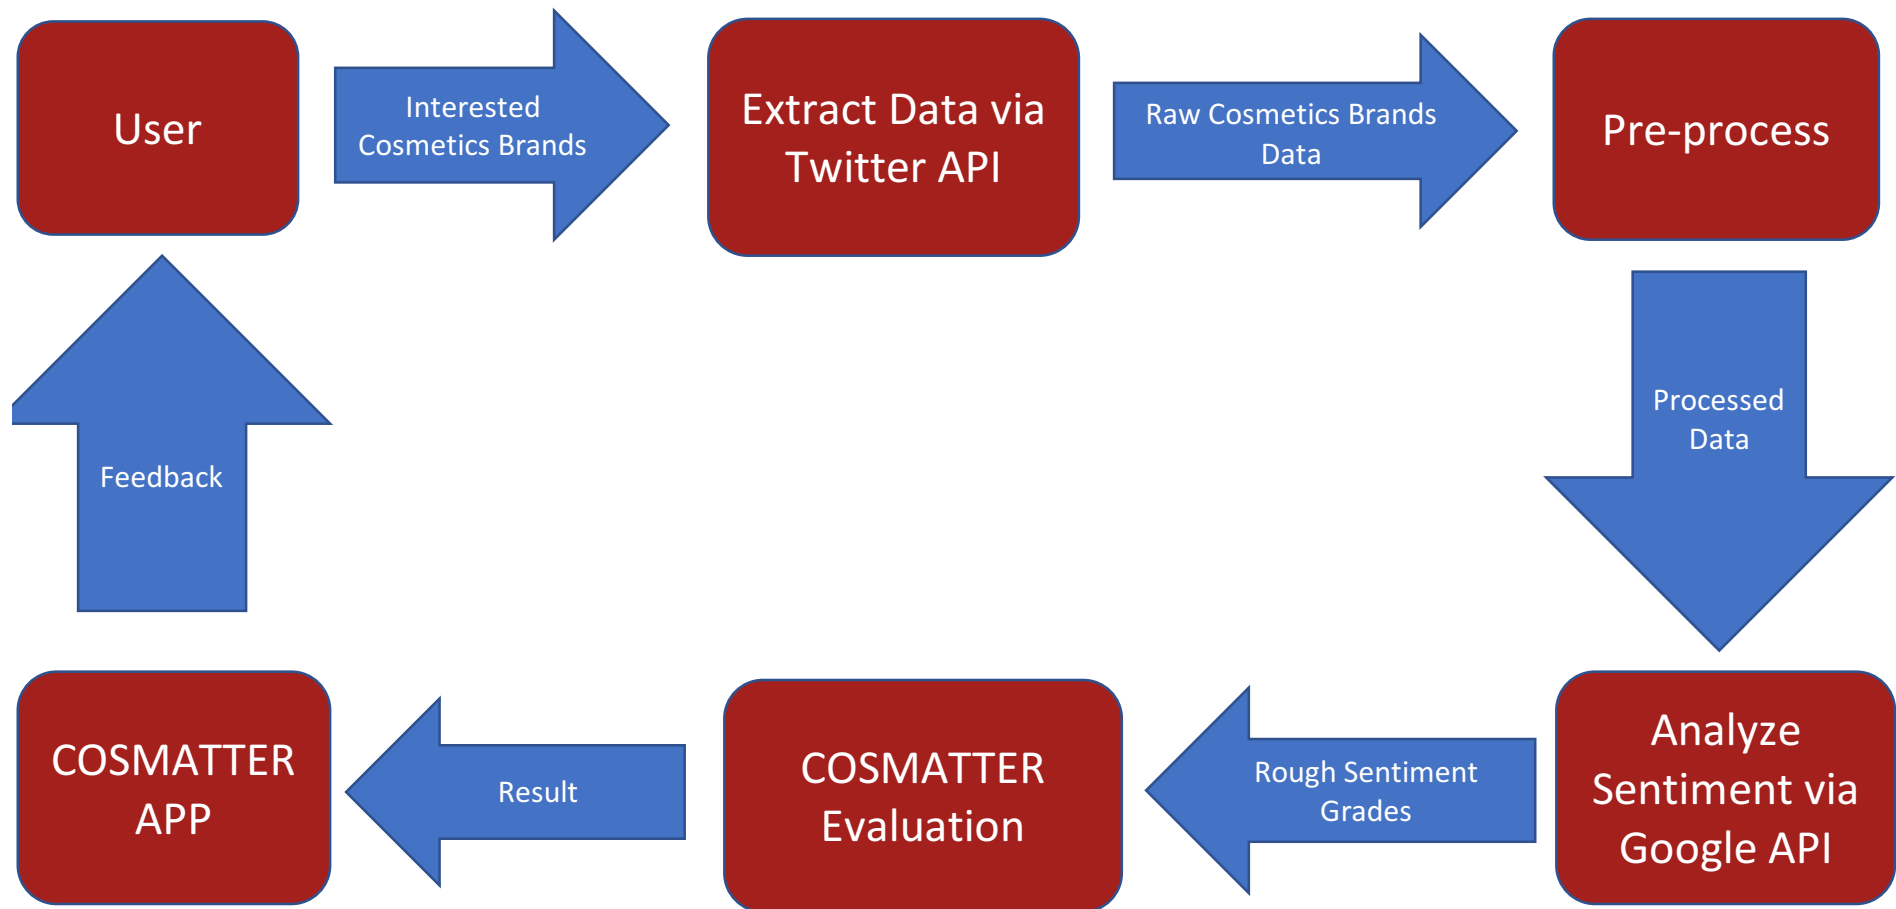 User
Interested
Cosmetics Brands
Extract Data via
Twitter API
Raw Cosmetics Brands
Data
Pre-process
Processed
Data
Analyze
Sentiment via
Google API
Rough Sentiment
Grades
COSMATTER
Evaluation
Result
COSMATTER
APP
Feedback